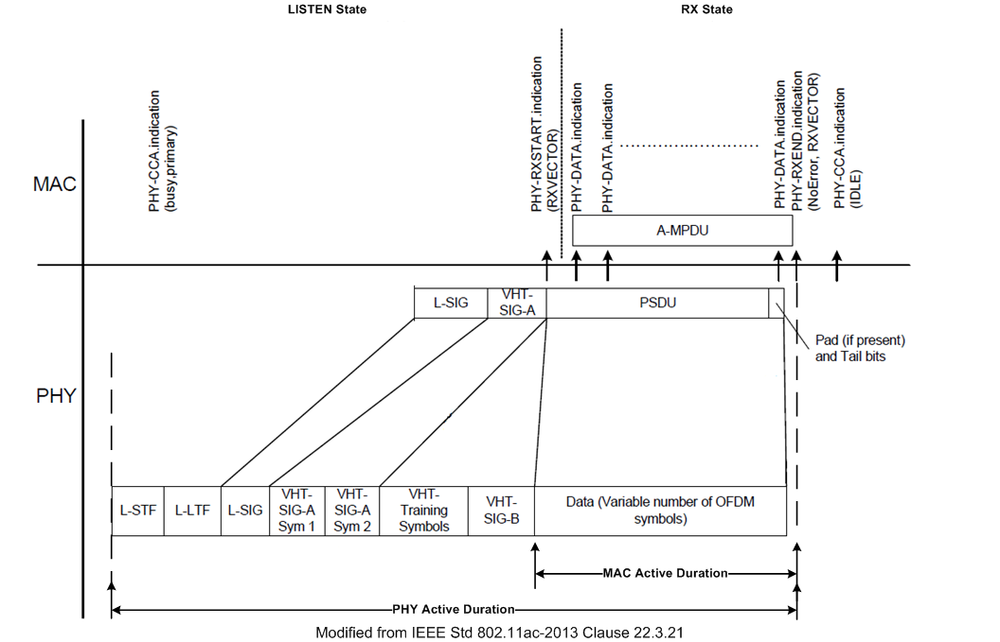 LISTEN State
RX State
PHY-CCA.indication
(busy,primary)
PHY-RXSTART.indication
(RXVECTOR)
PHY-DATA.indication
PHY-DATA.indication
PHY-DATA.indication
PHY-RXEND.indication
(NoError, RXVECTOR)
PHY-CCA.indication
(IDLE)
MAC
A-MPDU
L-SIG
VHT-
SIG-A
PSDU
Pad (if present)
and Tail bits
PHY
L-STF
L-LTF
L-SIG
VHT-
SIG-A
Sym 1
VHT-
SIG-A
Sym 2
VHT-
Training
Symbols
VHT-
SIG-B
Data (Variable number of OFDM
symbols)
MAC Active Duration
PHY Active Duration
Modified from IEEE Std 802.11ac-2013 Clause 22.3.21